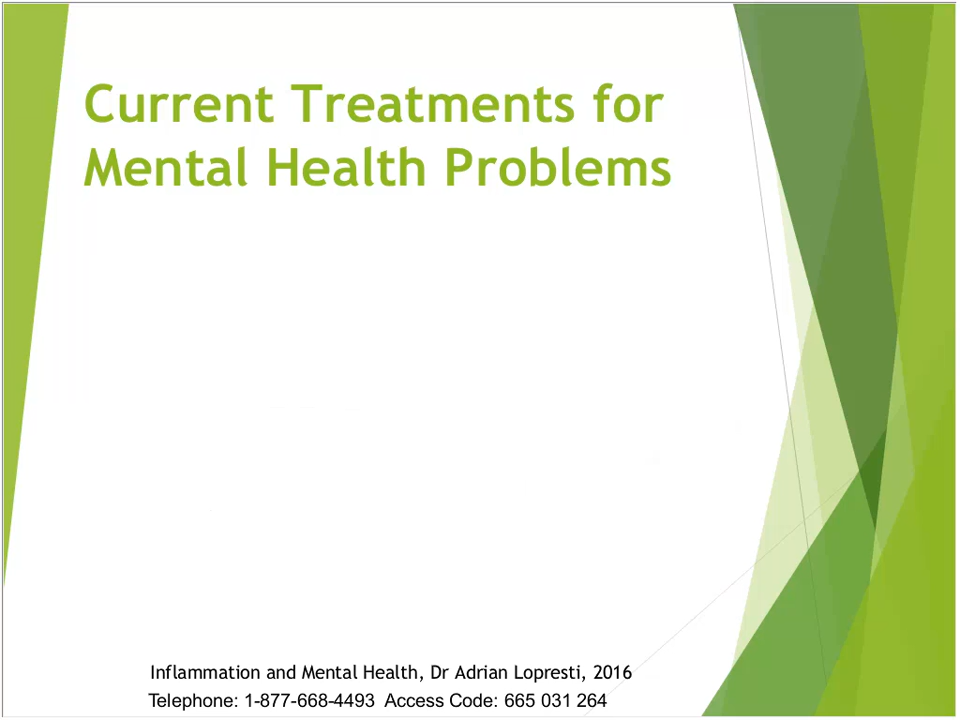 Current Treatments for
Mental Health Problems
Inflammation and Mental Health, Dr Adrian Lopresti, 2016
Telephone: 1-877-668-4493 Access Code: 665 031 264